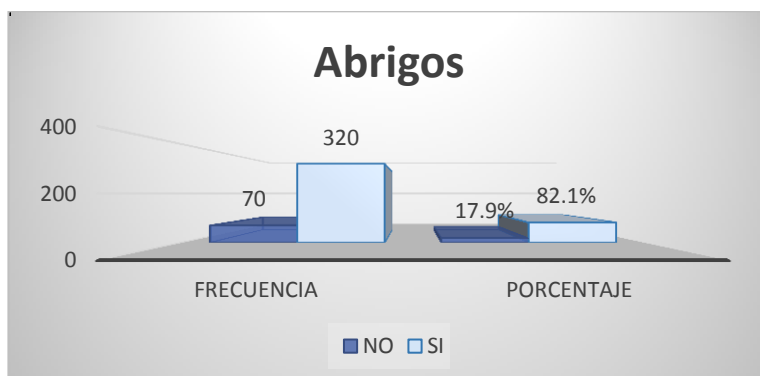 Abrigos
400
320
200
70
17.9%
82.1%
0
FRECUENCIA
PORCENTAJE
NO
SI